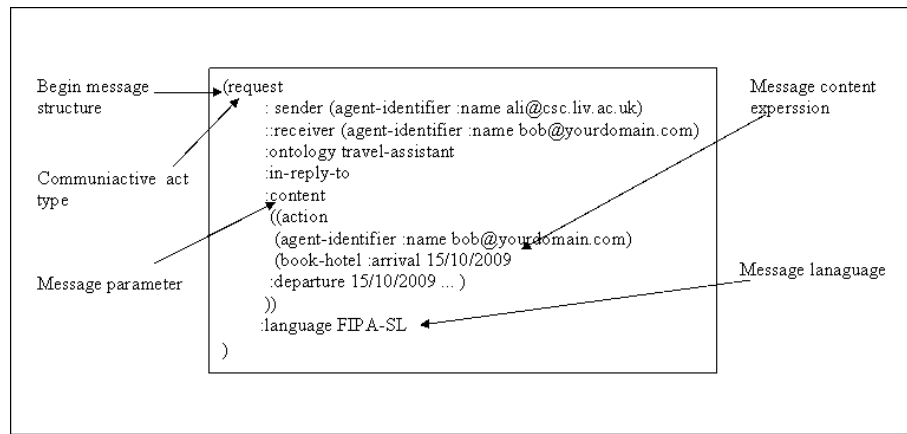 Begin message
structure
Communiactive act
type
Message parameter
(request
: sender (agent-identifier :name ali@csc.liv.ac.uk)
::receiver (agent-identifier :name bob@yourdomain.com)
:ontology travel-assistant
:in-reply-to
:content
((action
(agent-identifier :name bob@yourdomain.com)
(book-hotel :arrival 15/10/2009
:departure 15/10/2009 ... )
))
:language FIPA-SL
)
Message content
experssion
Message lanaguage